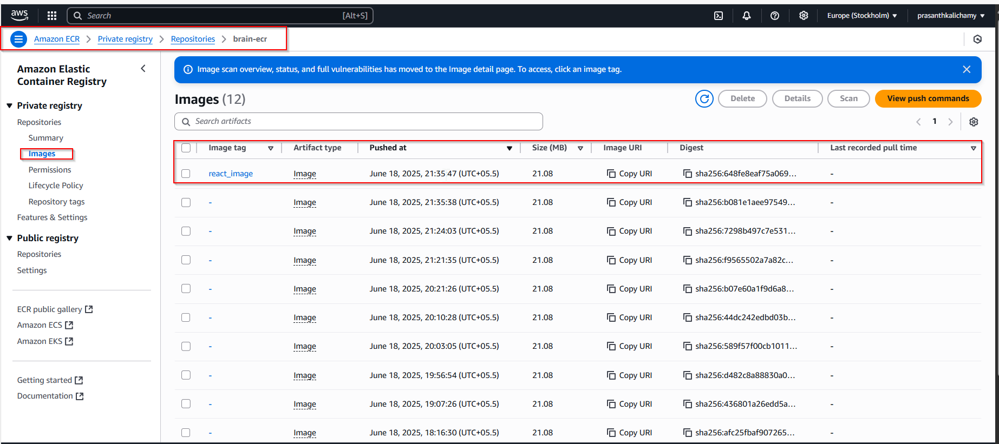 aws
Search [Alt+S] Europe (Stockholm) prasanthkalichamy
Amazon ECR > Private registry > Repositories > brain-ecr
Amazon Elastic
Container Registry
Private registry
Repositories
Summary
Images
Permissions
Lifecycle Policy
Repository tags
Features & Settings
Public registry
Repositories
Settings
ECR public gallery
Amazon ECS
Amazon EKS
Getting started
Documentation
Image scan overview, status, and full vulnerabilities has moved to the Image detail page. To access, click an image tag.
Images (12) Delete Details Scan View push commands
Search artifacts 1
Image tag Artifact type Pushed at Size (MB) Image URI Digest Last recorded pull time
react_image Image June 18, 2025, 21:35:47 (UTC+05.5) 21.08 Copy URI sha256:648fe8eaf75a069... -
- Image June 18, 2025, 21:35:38 (UTC+05.5) 21.08 Copy URI sha256:b081e1aee97549... -
- Image June 18, 2025, 21:24:03 (UTC+05.5) 21.08 Copy URI sha256:7298b497c7e531... -
- Image June 18, 2025, 21:21:35 (UTC+05.5) 21.08 Copy URI sha256:f9565502a7a82c... -
- Image June 18, 2025, 20:21:26 (UTC+05.5) 21.08 Copy URI sha256:b07e60a1f9d6a8... -
- Image June 18, 2025, 20:10:28 (UTC+05.5) 21.08 Copy URI sha256:44dc242edbd03b... -
- Image June 18, 2025, 20:03:05 (UTC+05.5) 21.08 Copy URI sha256:589f57f00cb1011... -
- Image June 18, 2025, 19:56:54 (UTC+05.5) 21.08 Copy URI sha256:d482c8a88830a0... -
- Image June 18, 2025, 19:07:26 (UTC+05.5) 21.08 Copy URI sha256:436801a26edd5a... -
- Image June 18, 2025, 18:16:30 (UTC+05.5) 21.08 Copy URI sha256:afc25fbaf907265... -